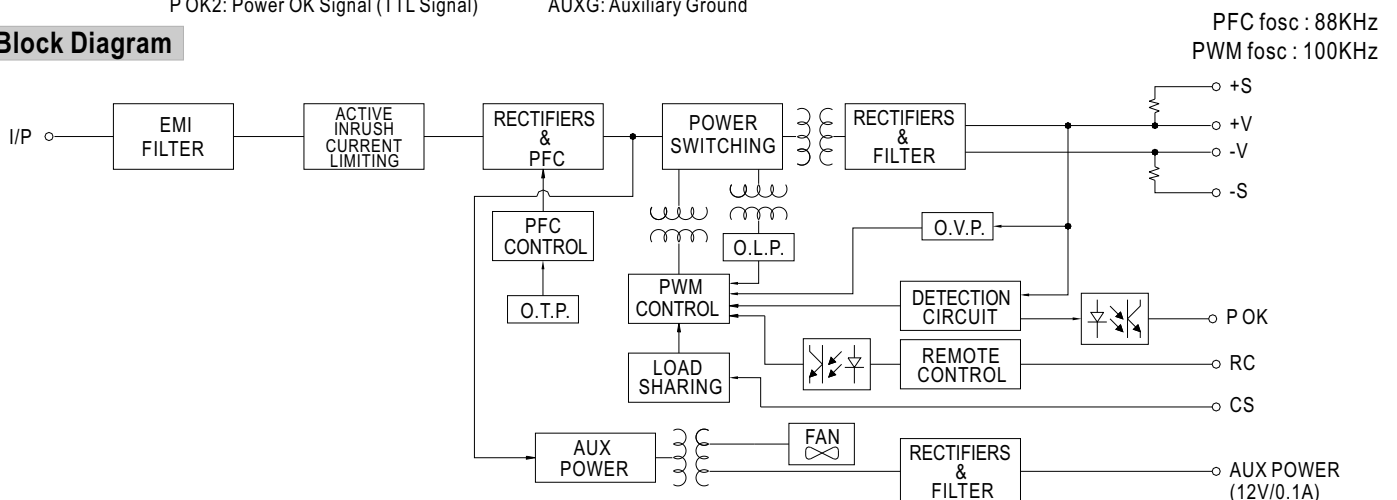 P OK2: Power OK Signal (TTL Signal) AUXG: Auxiliary Ground
Block Diagram
PFC fosc : 88KHz
PWM fosc : 100KHz
I/P
EMI
FILTER
ACTIVE
INRUSH
CURRENT
LIMITING
RECTIFIERS
&
PFC
POWER
SWITCHING
RECTIFIERS
&
FILTER
+S
+V
-V
-S
PFC
CONTROL
O.T.P.
O.L.P.
O.V.P.
PWM
CONTROL
DETECTION
CIRCUIT
P OK
LOAD
SHARING
REMOTE
CONTROL
RC
CS
AUX
POWER
FAN
RECTIFIERS
&
FILTER
AUX POWER
(12V/0.1A)